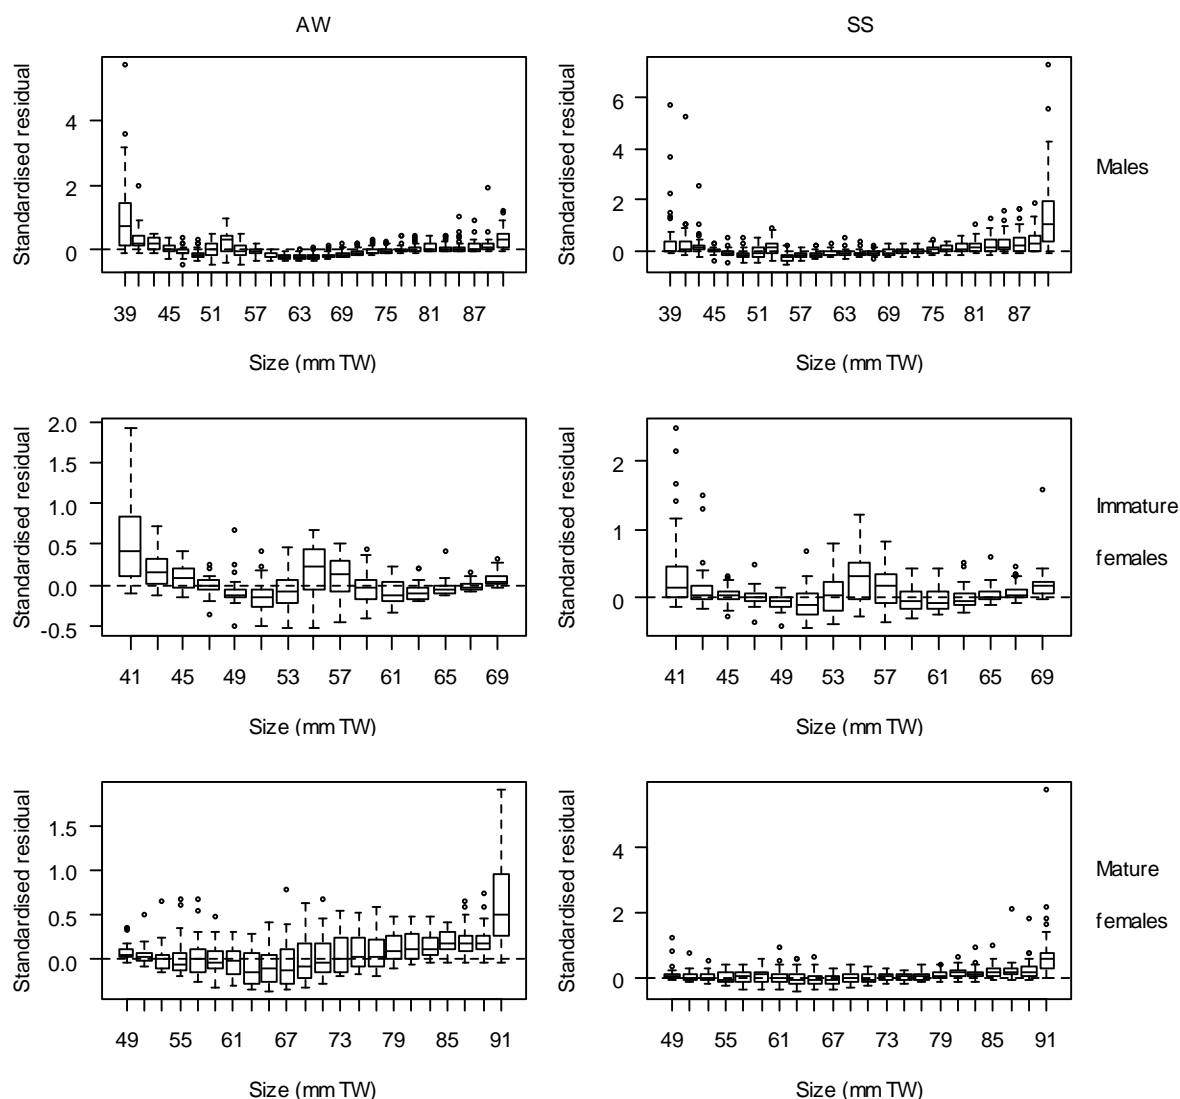 AW SS
Standardised residual
4
2
0
39 45 51 57 63 69 75 81 87
Size (mm TW)
Standardised residual
6
4
2
0
39 45 51 57 63 69 75 81 87
Size (mm TW)
Males
Standardised residual
2.0
1.5
1.0
0.5
0.0
-0.5
41 45 49 53 57 61 65 69
Size (mm TW)
Standardised residual
2
1
0
41 45 49 53 57 61 65 69
Size (mm TW)
Immature
females
Standardised residual
1.5
1.0
0.5
0.0
49 55 61 67 73 79 85 91
Size (mm TW)
Standardised residual
4
2
0
49 55 61 67 73 79 85 91
Size (mm TW)
Mature
females